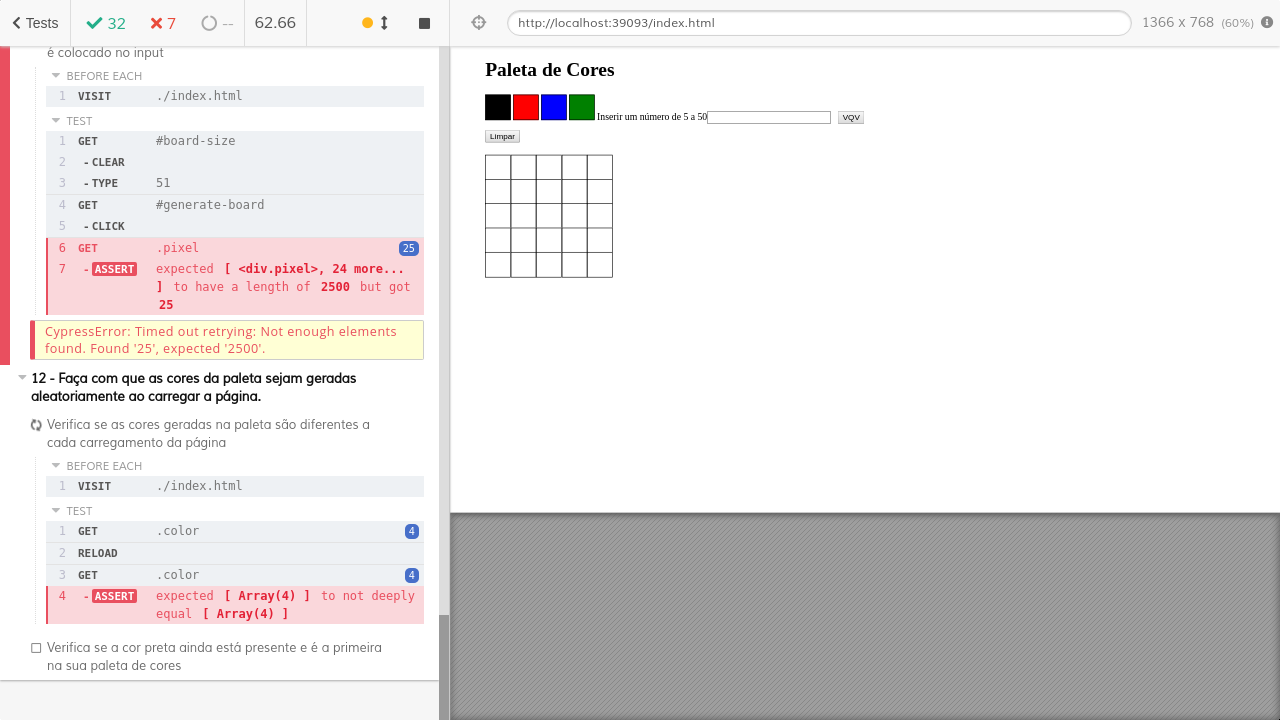 Tests
32
7
--
62.66
http://localhost:39093/index.html
1366 x 768 (60%)
é colocado no input
BEFORE EACH
1 VISIT ./index.html
TEST
1 GET #board-size
2 - CLEAR
3 - TYPE 51
4 GET #generate-board
5 - CLICK
6 GET .pixel 25
7 - ASSERT expected [ <div.pixel>, 24 more...
] to have a length of 2500 but got
25
CypressError: Timed out retrying: Not enough elements
found. Found '25', expected '2500'.
12 - Faça com que as cores da paleta sejam geradas
aleatoriamente ao carregar a página.
Verifica se as cores geradas na paleta são diferentes a
cada carregamento da página
BEFORE EACH
1 VISIT ./index.html
TEST
1 GET .color 4
2 RELOAD
3 GET .color 4
4 - ASSERT expected [ Array(4) ] to not deeply
equal [ Array(4) ]
Verifica se a cor preta ainda está presente e é a primeira
na sua paleta de cores
Paleta de Cores
Inserir um número de 5 a 50
VQV
Limpar